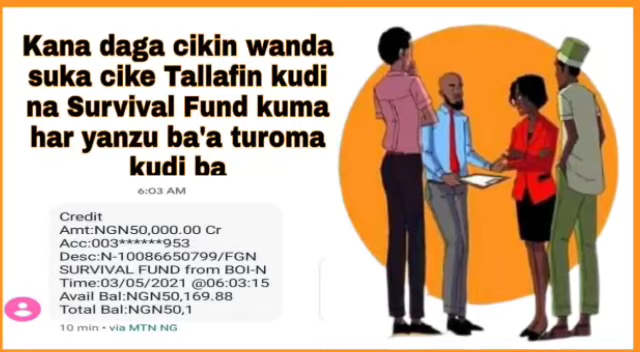 Kana daga cikin wanda
suka cike Tallafin kudi
na Survival Fund kuma
har yanzu ba'a turoma
kudi ba
6:03 AM
Credit
Amt:NGN50,000.00 Cr
Acc:003******953
Desc:N-10086650799/FGN
SURVIVAL FUND from BOI-N
Time:03/05/2021 @06:03:15
Avail Bal:NGN50,169.88
Total Bal:NGN50,1
10 min • via MTN NG